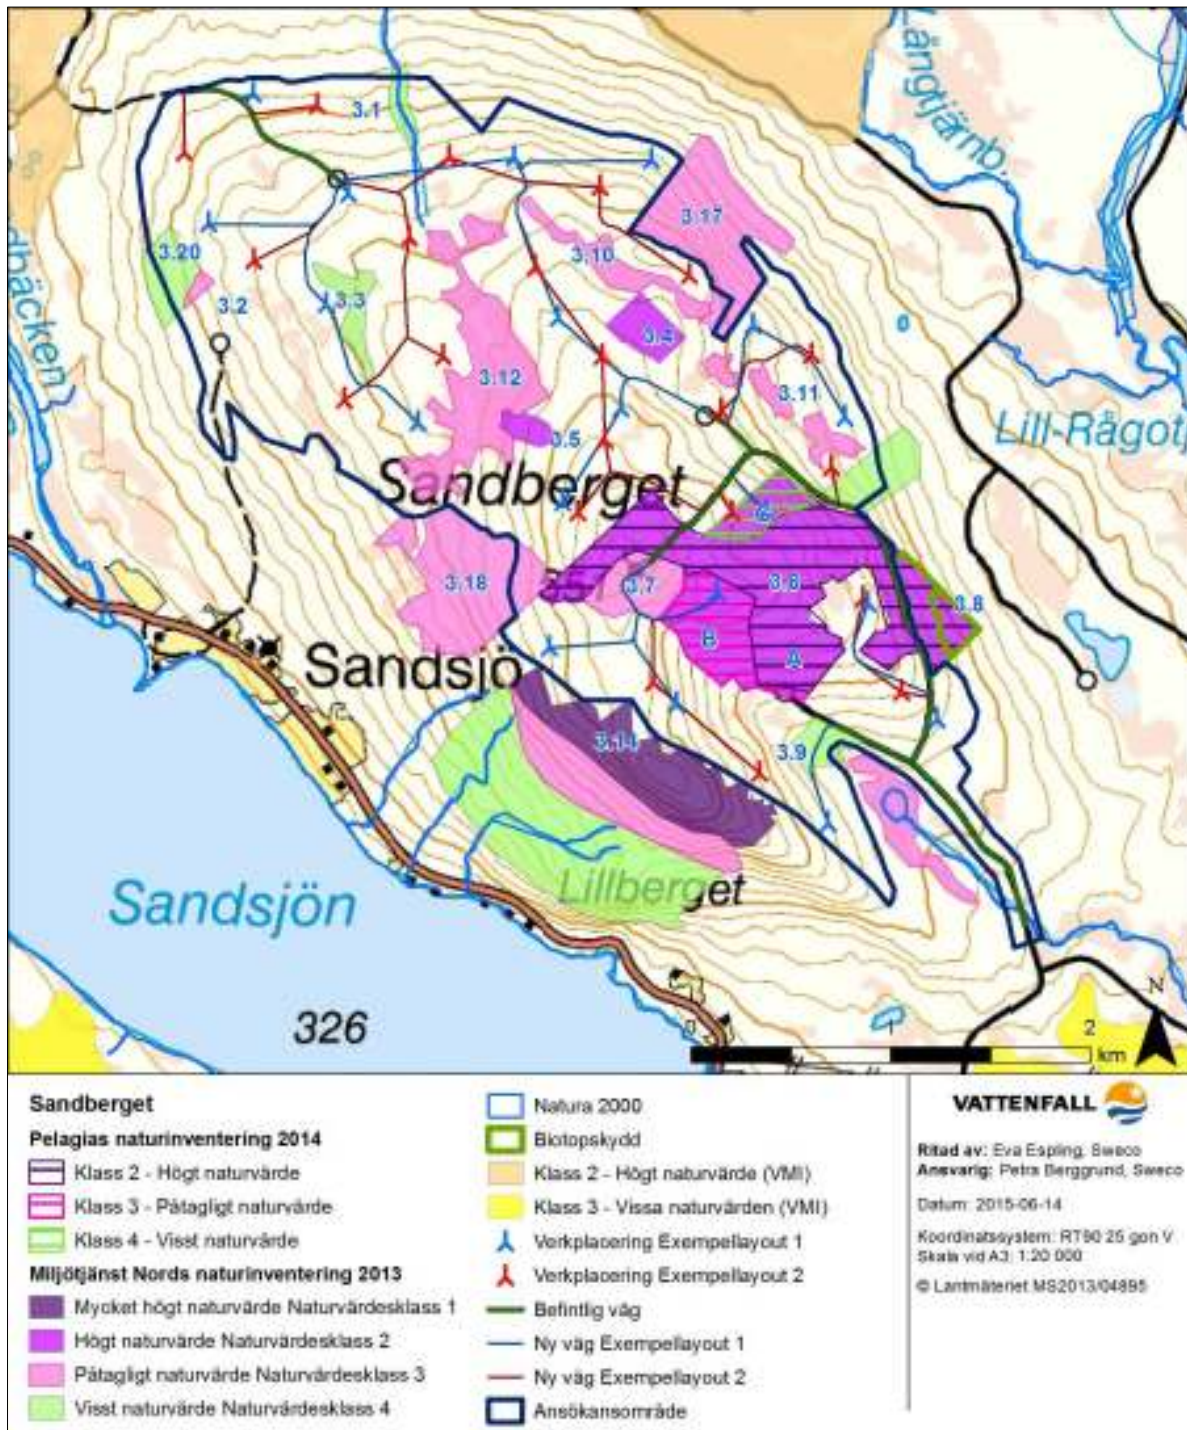 Långtjärnb.
3.1
3.17
3.20
3.10
3.2
3.3
3.4
3.12
3.11
3.5
Lill-Rågotj
Sandberget
C
3.18
3.7
3.6
3.8
B
A
Sandsjö
3.14
3.9
Sandsjön
Lillberget
326
N
0 1 2
km
Sandberget
Pelagias naturinventering 2014
Klass 2 - Högt naturvärde
Klass 3 - Påtagligt naturvärde
Klass 4 - Visst naturvärde
Miljötjänst Nords naturinventering 2013
Mycket högt naturvärde Naturvärdesklass 1
Högt naturvärde Naturvärdesklass 2
Påtagligt naturvärde Naturvärdesklass 3
Visst naturvärde Naturvärdesklass 4
Natura 2000
Biotopskydd
Klass 2 - Högt naturvärde (VMI)
Klass 3 - Vissa naturvärden (VMI)
Verkplacering Exempellayout 1
Verkplacering Exempellayout 2
Befintlig väg
Ny väg Exempellayout 1
Ny väg Exempellayout 2
Ansökansområde
VATTENFALL
Ritad av: Eva Espling, Sweco
Ansvarig: Petra Berggrund, Sweco
Datum: 2015-06-14
Koordinatssystem: RT90 25 gon V
Skala vid A3: 1:20 000
© Lantmäteriet MS2013/04895